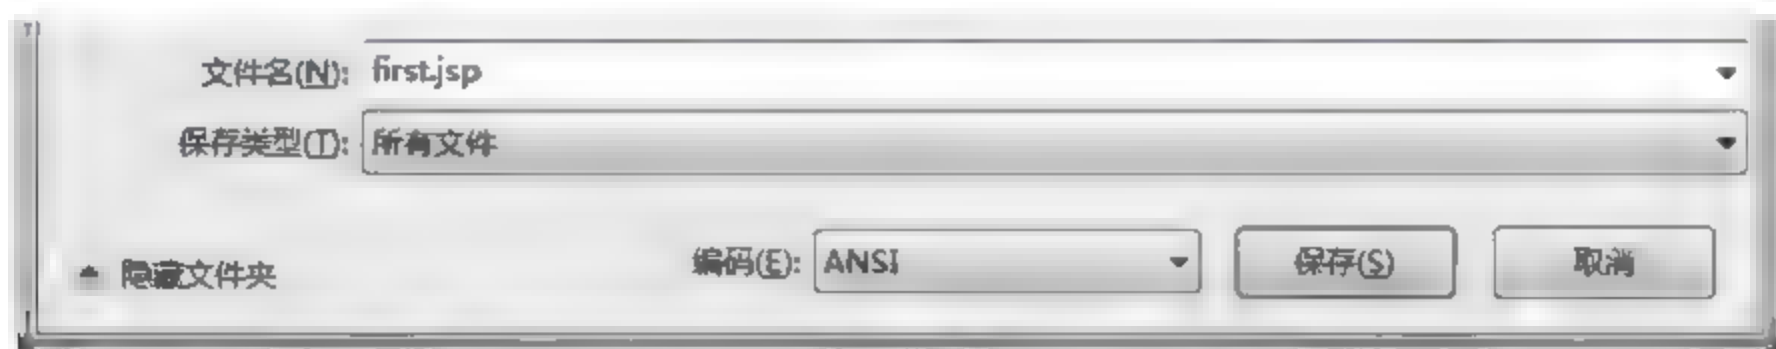 文件名(N): first.jsp
保存类型(T): 所有文件
隐藏文件夹 编码(E): ANSI 保存(S) 取消